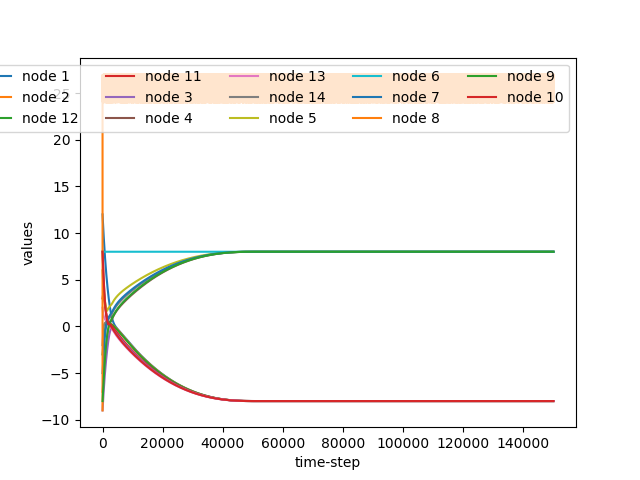 node 1 node 11 node 13 node 6 node 9
node 2 node 3 node 14 node 7 node 10
node 12 node 4 node 5 node 8
25
20
15
10
5
0
−5
−10
values
0 20000 40000 60000 80000 100000 120000 140000
time-step